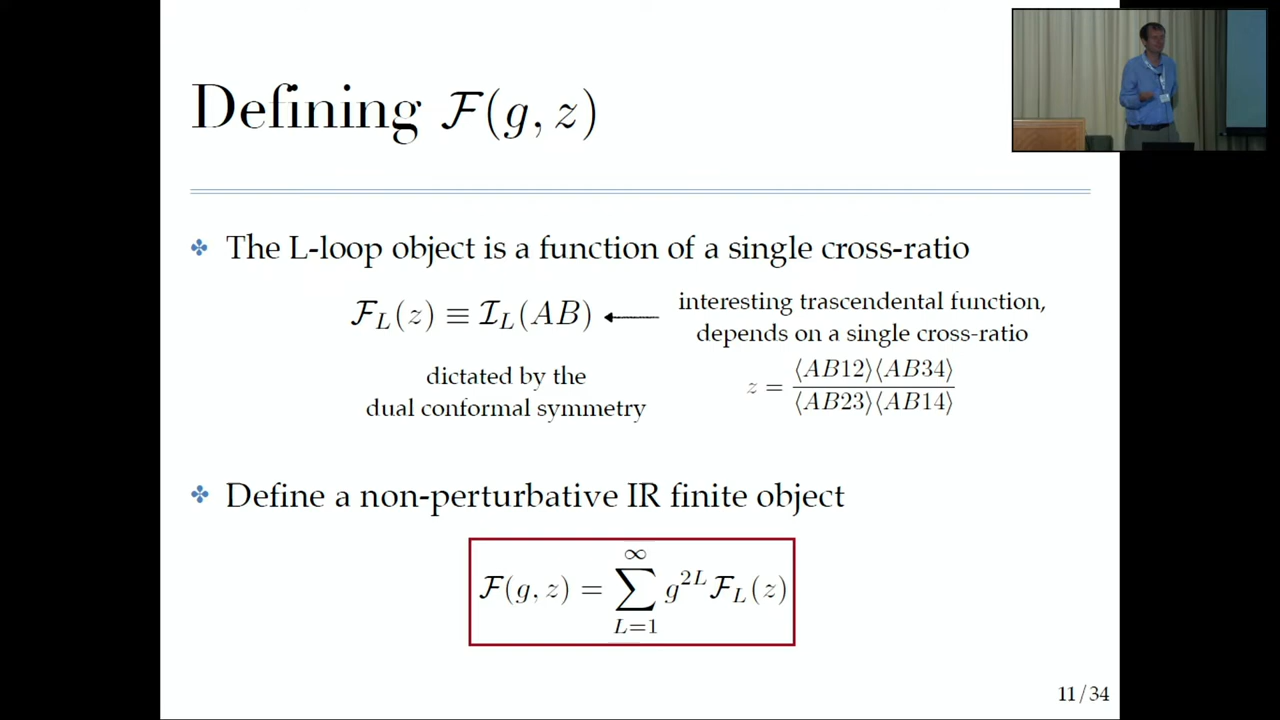 Defining 𝓕(g, z)
The L-loop object is a function of a single cross-ratio
𝓕_L(z) ≡ 𝓘_L(AB)
interesting trascendental function,
depends on a single cross-ratio
dictated by the
dual conformal symmetry
z = ⟨AB12⟩⟨AB34⟩ / ⟨AB23⟩⟨AB14⟩
Define a non-perturbative IR finite object
𝓕(g, z) = ∑_{L=1}^{∞} g^{2L} 𝓕_L(z)
11/34